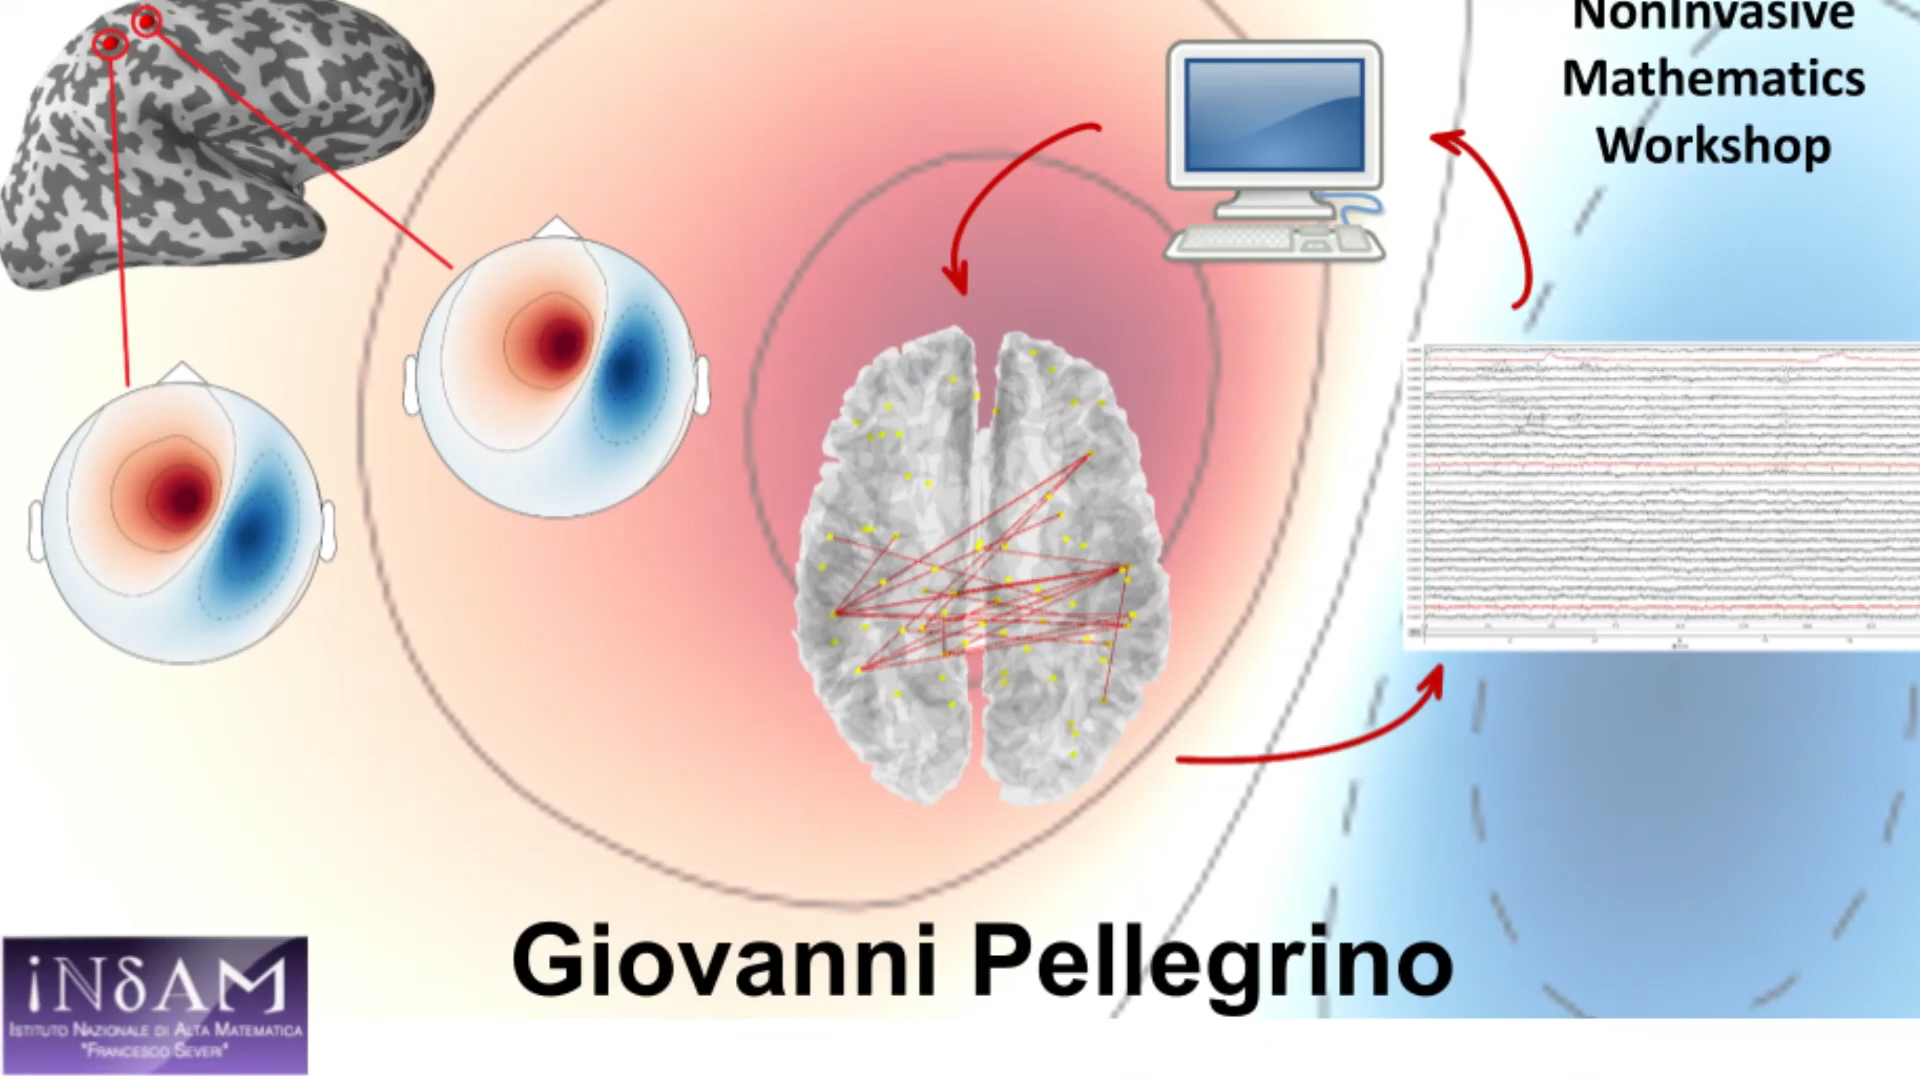 NonInvasive
Mathematics
Workshop
Giovanni Pellegrino
iNδAM
ISTITUTO NAZIONALE DI ALTA MATEMATICA
"FRANCESCO SEVERI"